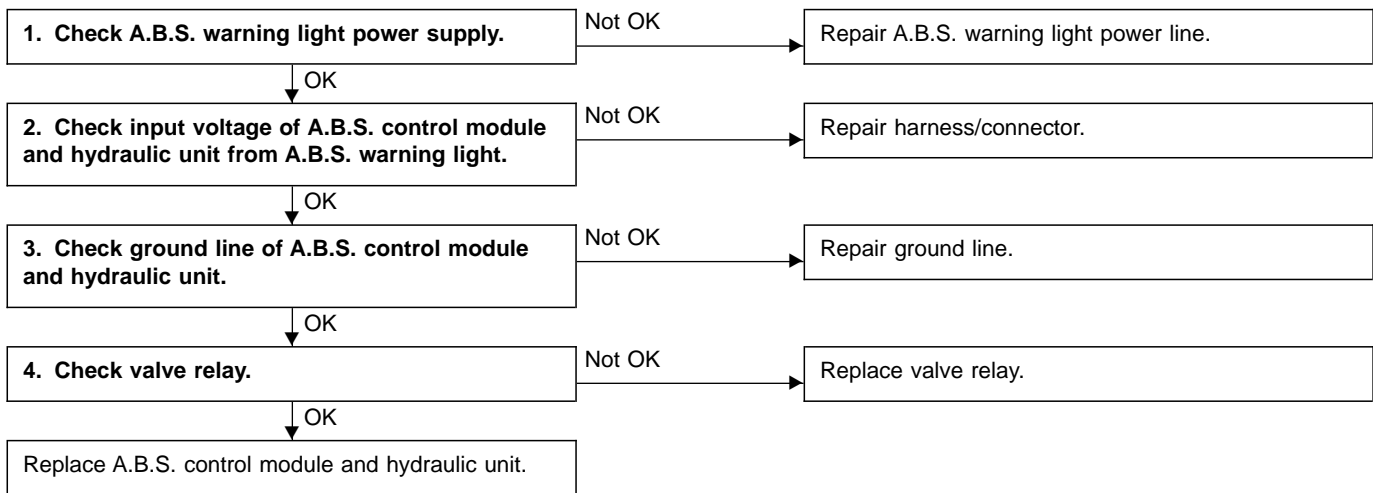 1. Check A.B.S. warning light power supply.
Not OK
Repair A.B.S. warning light power line.
OK
2. Check input voltage of A.B.S. control module
and hydraulic unit from A.B.S. warning light.
Not OK
Repair harness/connector.
OK
3. Check ground line of A.B.S. control module
and hydraulic unit.
Not OK
Repair ground line.
OK
4. Check valve relay.
Not OK
Replace valve relay.
OK
Replace A.B.S. control module and hydraulic unit.